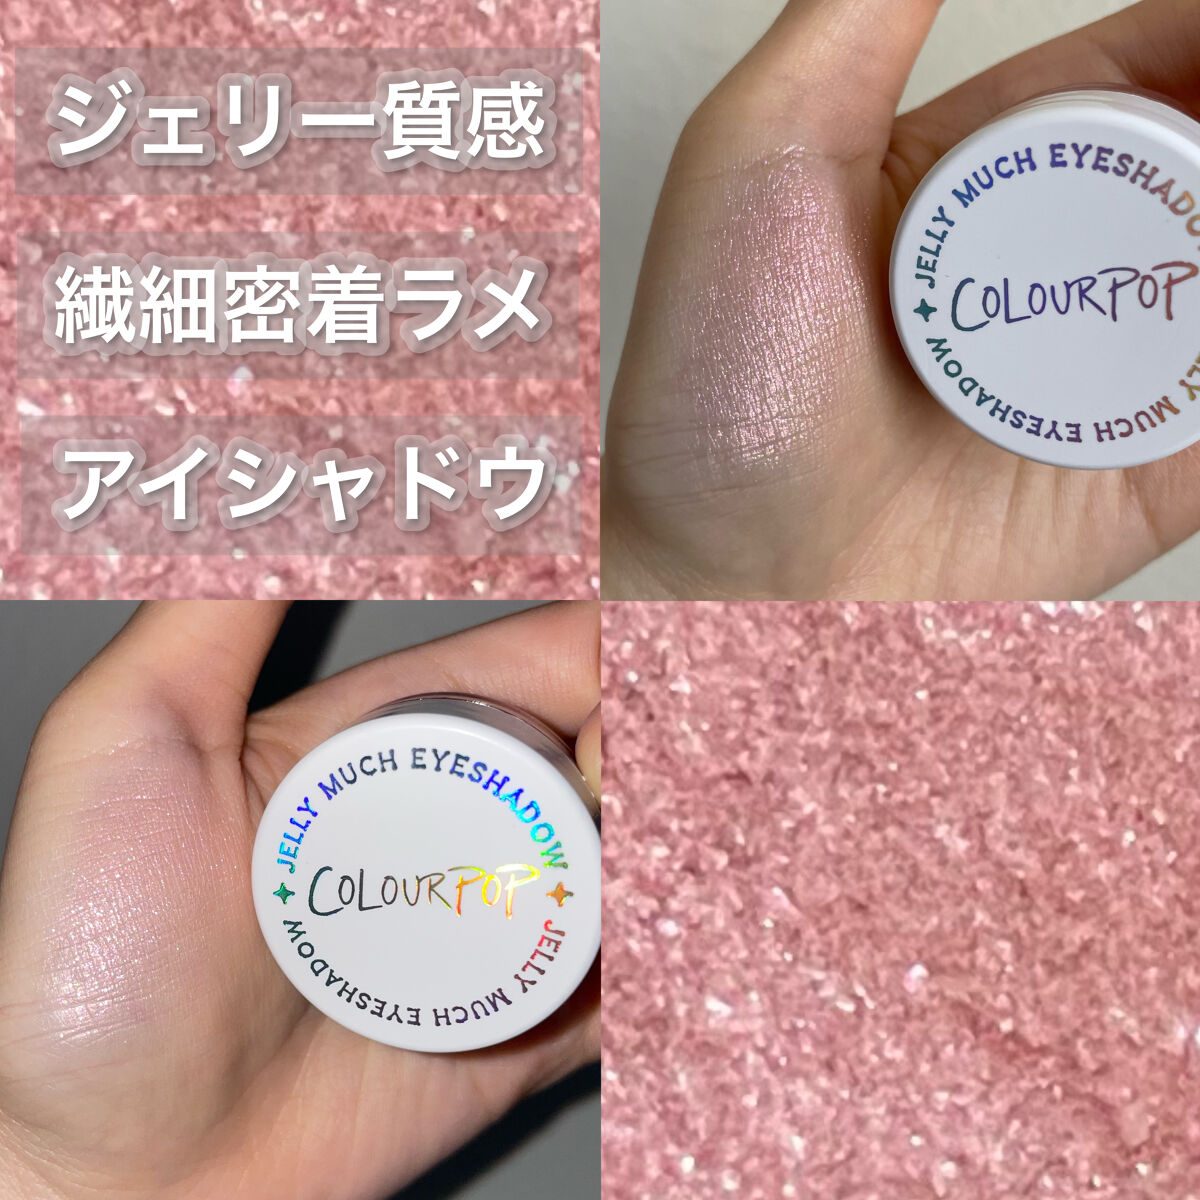 ジェリー質感
繊細密着ラメ
アイシャドウ
JELLY MUCH EYESHADOW
COLOURPOP
JELLY MUCH EYESHADOW
JELLY MUCH EYESHADOW
COLOURPOP
JELLY MUCH EYESHADOW